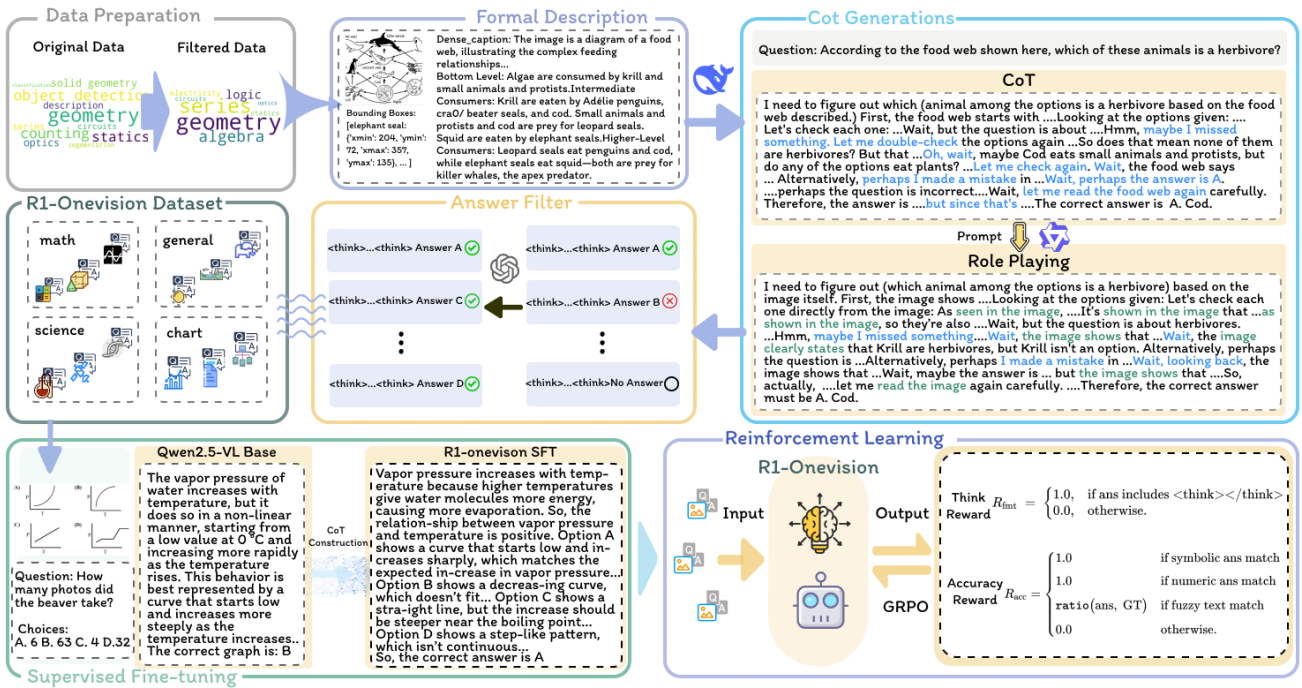 Data Preparation
Original Data
Filtered Data
solid geometry
object detection
description
geometry
series
circuits
counting
statics
optics
segmentation
electricity
logic
circuits
optics
series
statics
geometry
algebra
Formal Description
Bounding Boxes:
[elephant seal:
{'xmin': 204, 'ymin':
72, 'xmax': 357,
'ymax': 135), ... ]
Dense_caption: The image is a diagram of a food
web, illustrating the complex feeding
relationships...
Bottom Level: Algae are consumed by krill and
small animals and protists.Intermediate
Consumers: Krill are eaten by Adélie penguins,
craO/ beater seals, and cod. Small animals and
protists and cod are prey for leopard seals.
Squid are eaten by elephant seals.Higher-Level
Consumers: Leopard seals eat penguins and cod,
while elephant seals eat squid—both are prey for
killer whales, the apex predator.
Cot Generations
Question: According to the food web shown here, which of these animals is a herbivore?
CoT
I need to figure out which (animal among the options is a herbivore based on the food
web described.) First, the food web starts with ....Looking at the options given: ....
Let's check each one: ...Wait, but the question is about ....Hmm, maybe I missed
something. Let me double-check the options again ...So does that mean none of them
are herbivores? But that ...Oh, wait, maybe Cod eats small animals and protists, but
do any of the options eat plants? ...Let me check again. Wait, the food web says
... Alternatively, perhaps I made a mistake in ...Wait, perhaps the answer is A.
....perhaps the question is incorrect....Wait, let me read the food web again carefully.
Therefore, the answer is ....but since that's ....The correct answer is A. Cod.
Prompt
Role Playing
I need to figure out (which animal among the options is a herbivore) based on the
image itself. First, the image shows ....Looking at the options given: Let's check each
one directly from the image: As seen in the image, ....It's shown in the image that ...as
shown in the image, so they're also ....Wait, but the question is about herbivores.
...Hmm, maybe I missed something....Wait, the image shows that ...Wait, the image
clearly states that Krill are herbivores, but Krill isn't an option. Alternatively, perhaps
the question is ...Alternatively, perhaps I made a mistake in ...Wait, looking back, the
image shows that ...Wait, maybe the answer is ... but the image shows that ....So,
actually, ....let me read the image again carefully. ....Therefore, the correct answer
must be A. Cod.
R1-Onevision Dataset
math
general
science
chart
Answer Filter
<think>...<think> Answer A
<think>...<think> Answer A
<think>...<think> Answer C
<think>...<think> Answer B
<think>...<think> Answer D
<think>...<think>No Answer
Qwen2.5-VL Base
R1-onevison SFT
(A)
(B)
(C)
(D)
Question: How
many photos did
the beaver take?
Choices:
A. 6 B. 63 C. 4 D.32
The vapor pressure of
water increases with
temperature, but it
does so in a non-linear
manner, starting from
a low value at 0 °C and
increasing more rapidly
as the temperature
rises. This behavior is
best represented by a
curve that starts low
and increases more
steeply as the
temperature increases..
The correct graph is: B
CoT
Construction
Vapor pressure increases with temp-
erature because higher temperatures
give water molecules more energy,
causing more evaporation. So, the
relation-ship between vapor pressure
and temperature is positive. Option A
shows a curve that starts low and in-
creases sharply, which matches the
expected in-crease in vapor pressure...
Option B shows a decreas-ing curve,
which doesn't fit... Option C shows a
stra-ight line, but the increase should
be steeper near the boiling point...
Option D shows a step-like pattern,
which isn't continuous...
So, the correct answer is A
Supervised Fine-tuning
Reinforcement Learning
R1-Onevision
Q
A
Input
Output
GRPO
Think
Reward
R_fmt = { 1.0, if ans includes <think></think>
0.0, otherwise.
Accuracy
Reward
R_acc = { 1.0 if symbolic ans match
1.0 if numeric ans match
ratio(ans, GT) if fuzzy text match
0.0 otherwise.